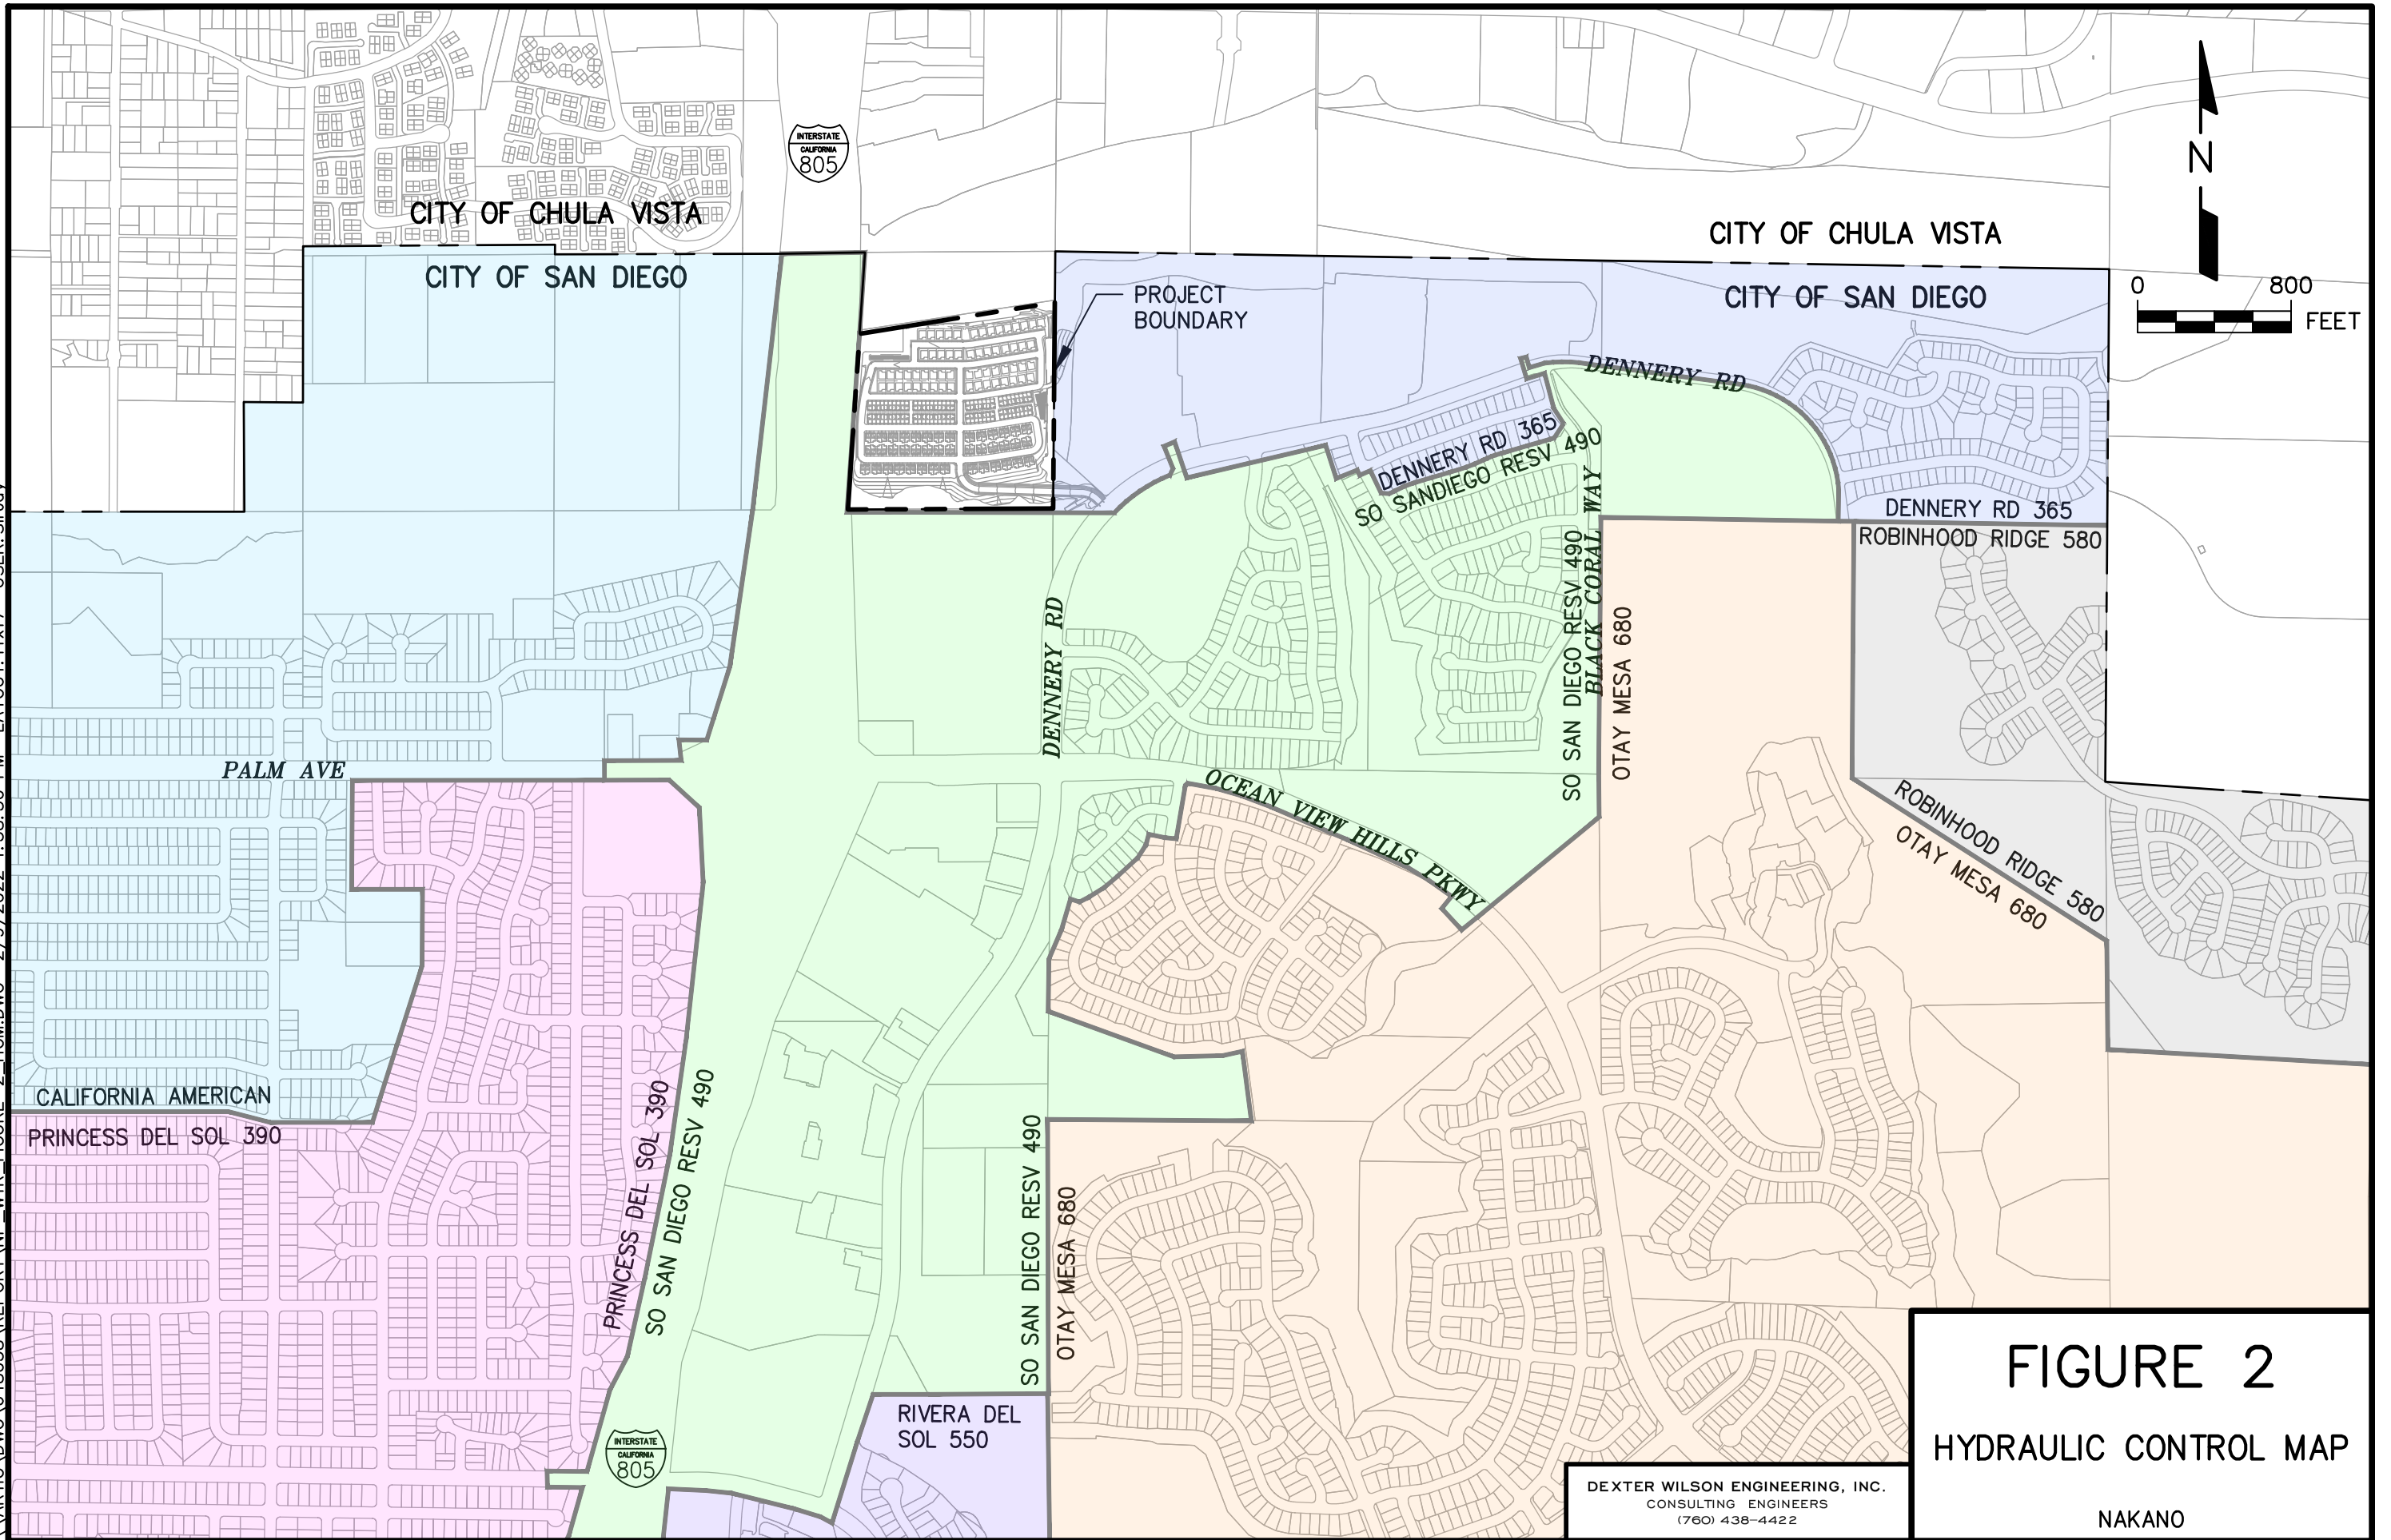 INTERSTATE
CALIFORNIA
805
N
CITY OF CHULA VISTA
CITY OF CHULA VISTA
CITY OF SAN DIEGO
PROJECT
BOUNDARY
CITY OF SAN DIEGO
0 800
FEET
DENNERY RD
DENNERY RD 365
SO SANDIEGO RESV 490
DENNERY RD 365
ROBINHOOD RIDGE 580
BLACK CORAL WAY
SO SAN DIEGO RESV 490
OTAY MESA 680
DENNERY RD
PALM AVE
OCEAN VIEW HILLS PKWY
ROBINHOOD RIDGE 580
OTAY MESA 680
CALIFORNIA AMERICAN
PRINCESS DEL SOL 390
PRINCESS DEL SOL 390
SO SAN DIEGO RESV 490
SO SAN DIEGO RESV 490
OTAY MESA 680
RIVERA DEL
SOL 550
INTERSTATE
CALIFORNIA
805
FIGURE 2
HYDRAULIC CONTROL MAP
NAKANO
DEXTER WILSON ENGINEERING, INC.
CONSULTING ENGINEERS
(760) 438-4422